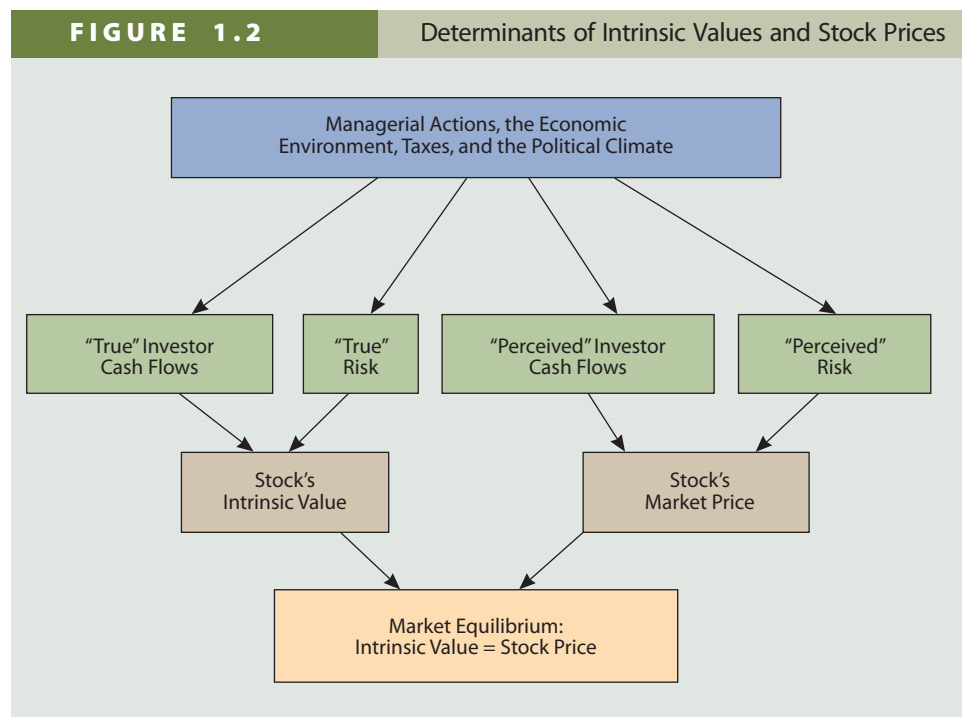 FIGURE 1.2
Determinants of Intrinsic Values and Stock Prices
Managerial Actions, the Economic
Environment, Taxes, and the Political Climate
“True” Investor
Cash Flows
“True”
Risk
“Perceived” Investor
Cash Flows
“Perceived”
Risk
Stock’s
Intrinsic Value
Stock’s
Market Price
Market Equilibrium:
Intrinsic Value = Stock Price